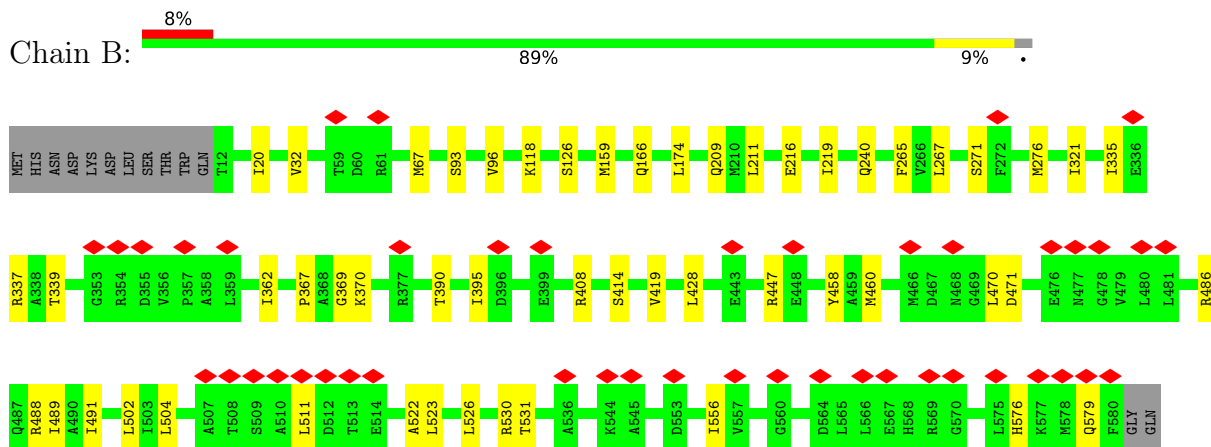 8%
Chain B:
89% 9% •
MET HIS ASN ASP LYS ASP LEU SER THR TRP GLN T12 I20 V32 T59 D60 R61 M67 S93 V96 K118 S126 M159 Q166 L174 Q209 M210 L211 E216 I219 Q240 F265 V266 L267 S271 F272 M276 I321 I335 E336
R337 A338 T339 G353 R354 D355 V356 P357 A358 L359 I362 P367 A368 G369 K370 R377 T390 I395 D396 E399 R408 S414 V419 L428 E443 R447 E448 Y458 A459 M460 M466 D467 N468 G469 L470 D471 E476 N477 G478 V479 L480 L481 R486
Q487 R488 I489 A490 I491 L502 I503 L504 A507 T508 S509 A510 L511 D512 T513 E514 A522 L523 L526 R530 T531 A536 K544 A545 D553 I556 V557 G560 D564 L565 L566 E567 H568 R569 G570 L575 H576 K577 M578 Q579 F580 GLY GLN